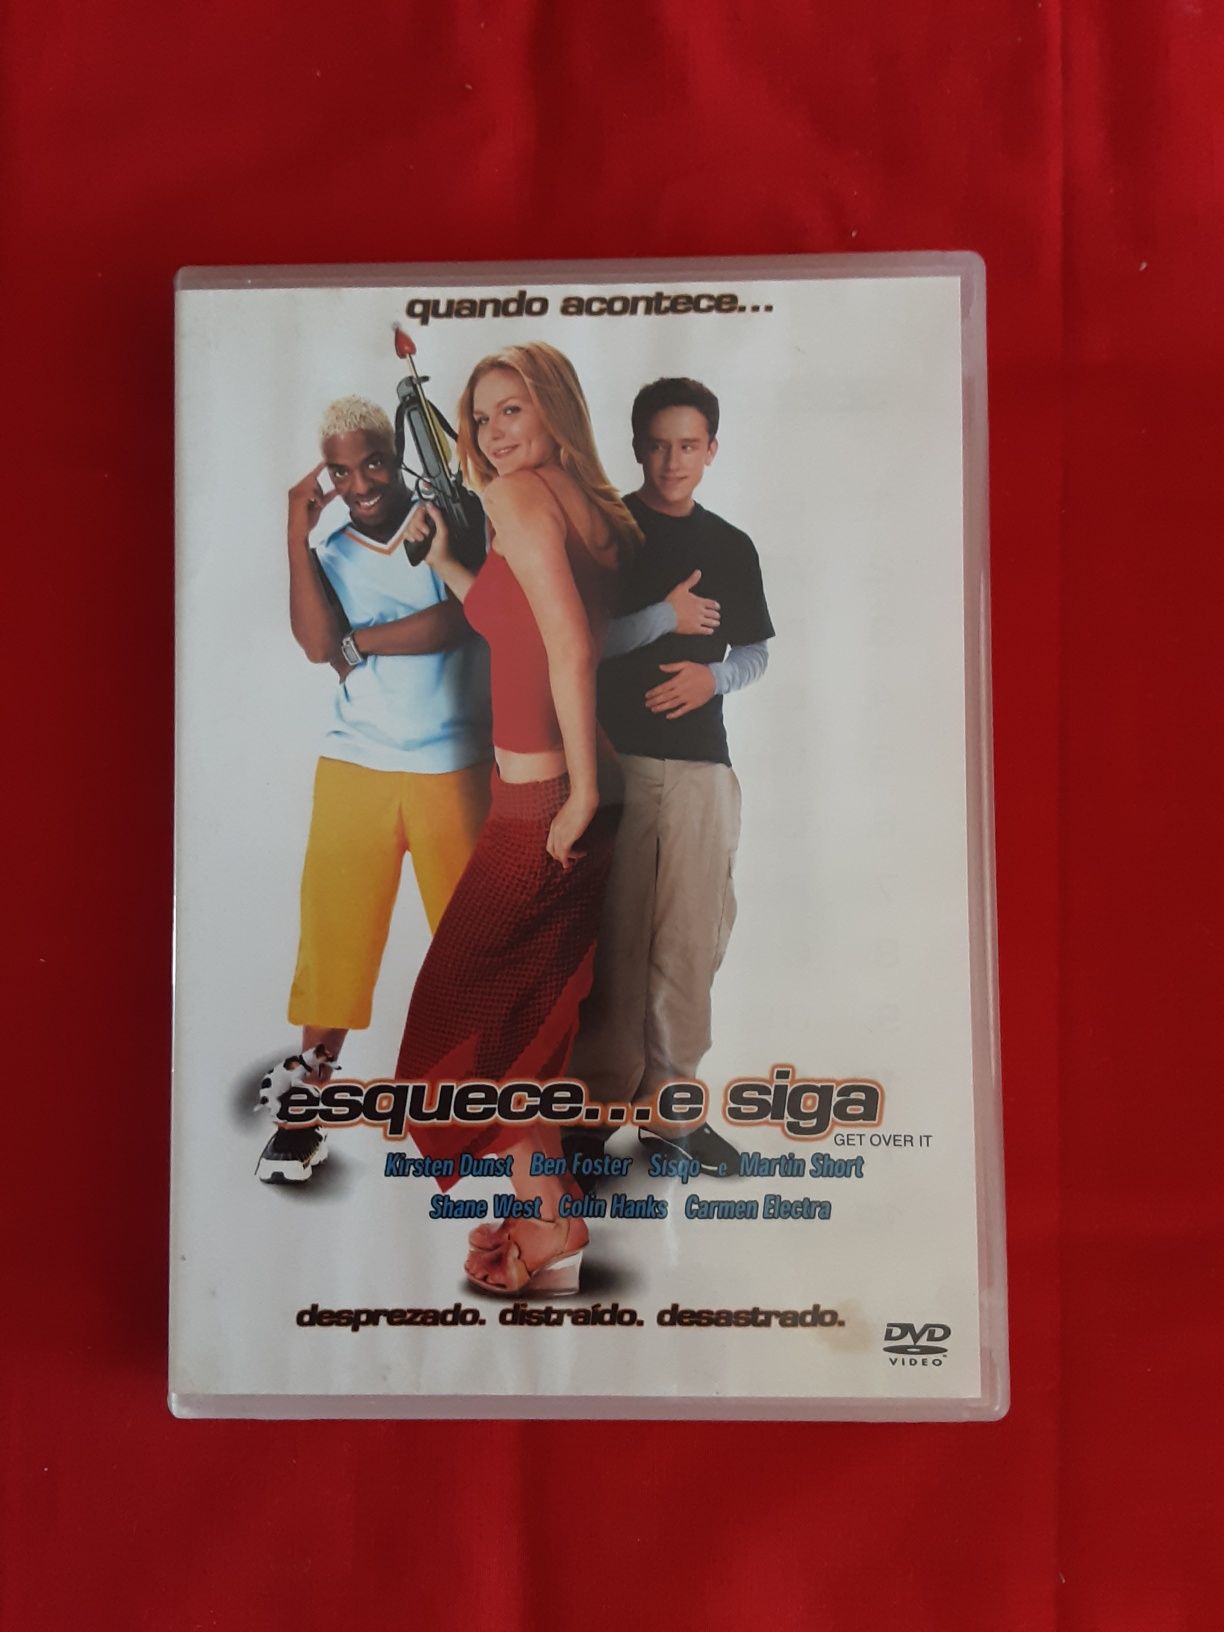 quando acontece...
esquece...e siga
GET OVER IT
Kirsten Dunst Ben Foster Sisqo e Martin Short
Shane West Colin Hanks Carmen Electra
desprezado. distraído. desastrado.
DVD
VIDEO™